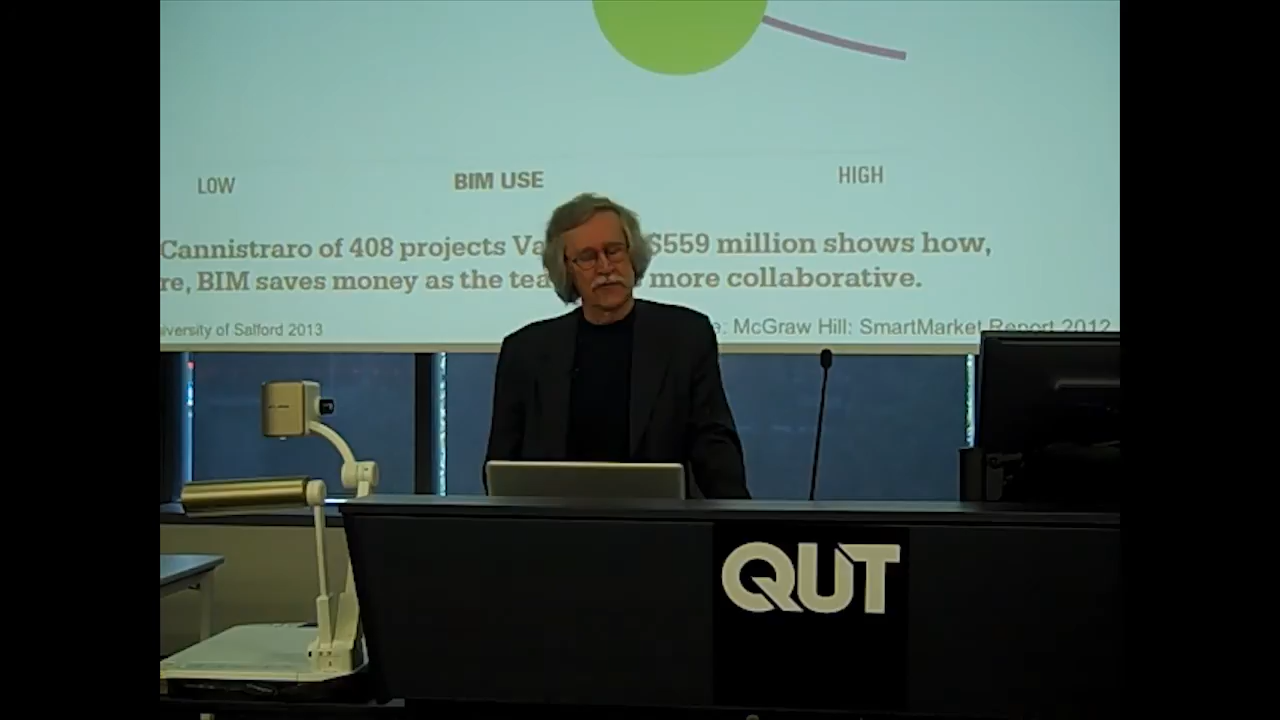 LOW BIM USE HIGH
Cannistraro of 408 projects Va $559 million shows how,
re, BIM saves money as the tea more collaborative.
iversity of Salford 2013 e: McGraw Hill: SmartMarket Report 2012
QUT